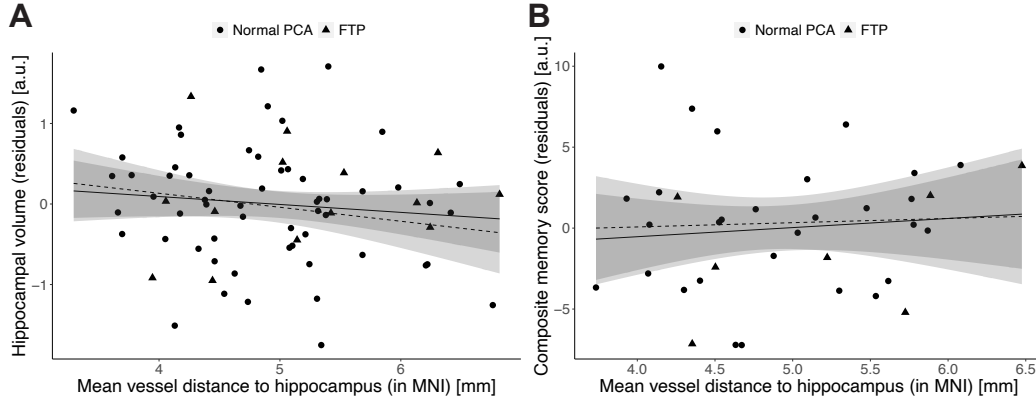 A
● Normal PCA ▲ FTP
Hippocampal volume (residuals) [a.u.]
1
0
−1
4 5 6
Mean vessel distance to hippocampus (in MNI) [mm]
B
● Normal PCA ▲ FTP
Composite memory score (residuals) [a.u.]
10
5
0
−5
4.0 4.5 5.0 5.5 6.0 6.5
Mean vessel distance to hippocampus (in MNI) [mm]